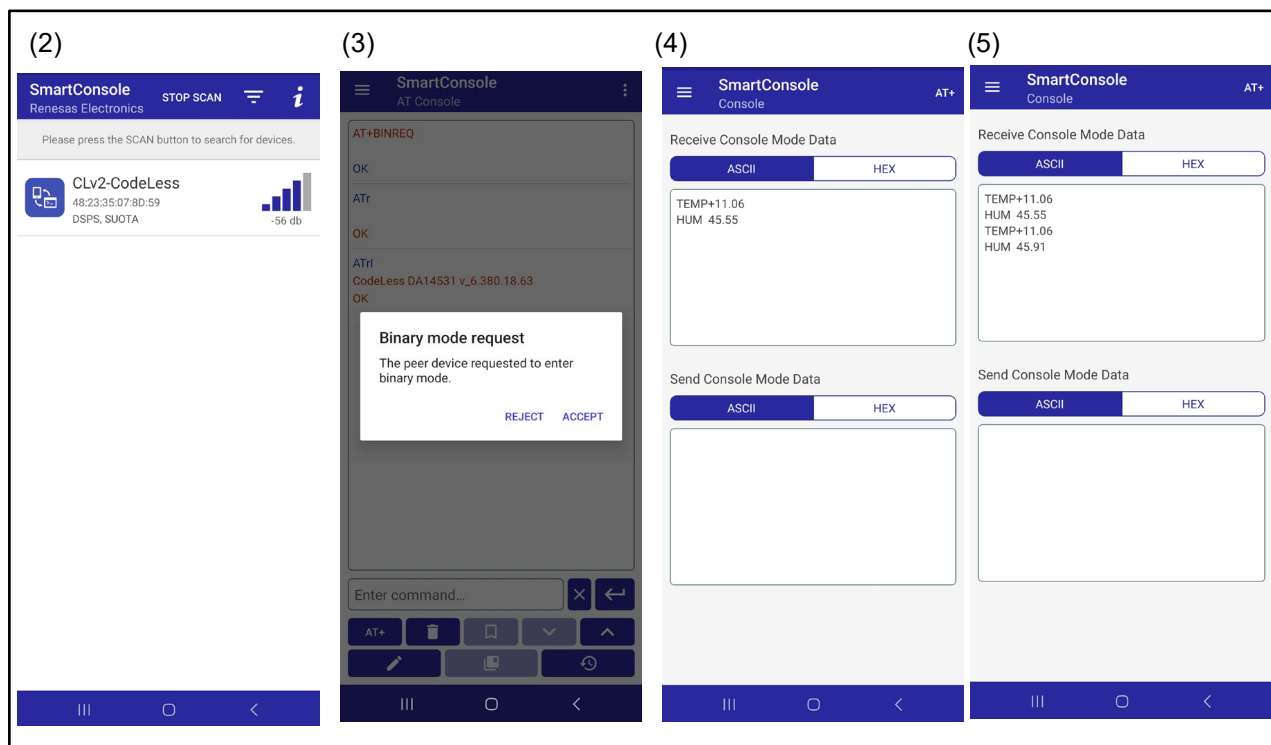 (2)
SmartConsole
Renesas Electronics
STOP SCAN
i
Please press the SCAN button to search for devices.
CLv2-CodeLess
48:23:35:07:8D:59
DSPS, SUOTA
-56 db
(3)
SmartConsole
AT Console
AT+BINREQ
OK
ATr
OK
ATrI
CodeLess DA14531 v_6.380.18.63
OK
Binary mode request
The peer device requested to enter
binary mode.
REJECT ACCEPT
Enter command...
AT+
(4)
SmartConsole
Console
AT+
Receive Console Mode Data
ASCII HEX
TEMP+11.06
HUM 45.55
Send Console Mode Data
ASCII HEX
(5)
SmartConsole
Console
AT+
Receive Console Mode Data
ASCII HEX
TEMP+11.06
HUM 45.55
TEMP+11.06
HUM 45.91
Send Console Mode Data
ASCII HEX